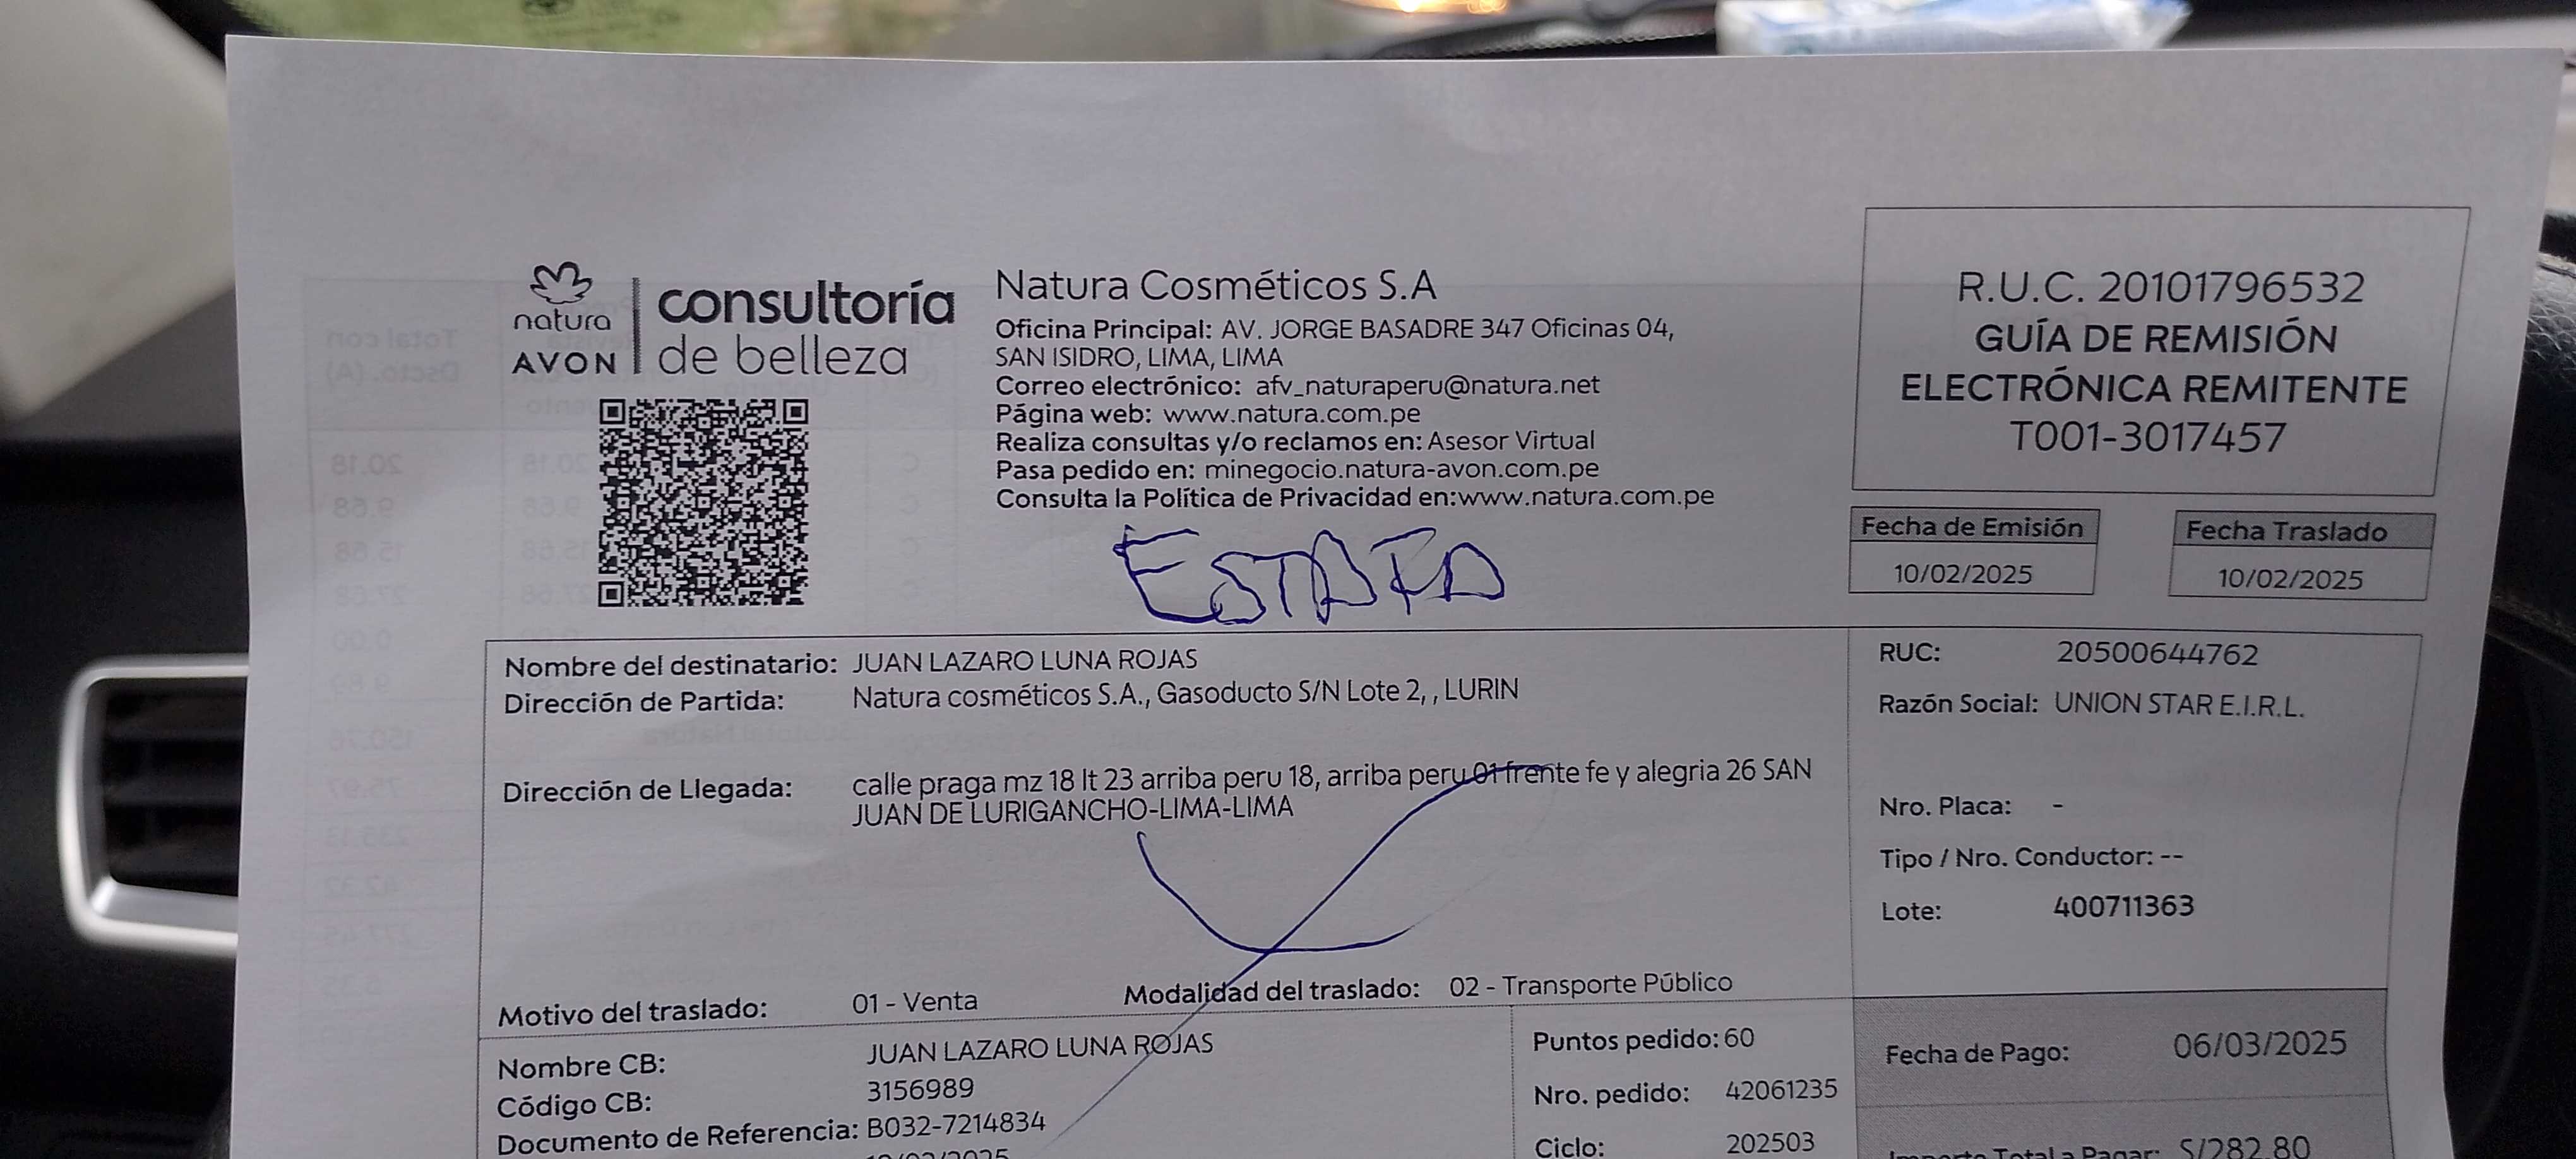 natura
AVON
consultoría
de belleza
Natura Cosméticos S.A
Oficina Principal: AV. JORGE BASADRE 347 Oficinas 04,
SAN ISIDRO, LIMA, LIMA
Correo electrónico: afv_naturaperu@natura.net
Página web: www.natura.com.pe
Realiza consultas y/o reclamos en: Asesor Virtual
Pasa pedido en: minegocio.natura-avon.com.pe
Consulta la Política de Privacidad en:www.natura.com.pe
R.U.C. 20101796532
GUÍA DE REMISIÓN
ELECTRÓNICA REMITENTE
T001-3017457
Fecha de Emisión
10/02/2025
Fecha Traslado
10/02/2025
ESTAFA
Nombre del destinatario: JUAN LAZARO LUNA ROJAS
Dirección de Partida: Natura cosméticos S.A., Gasoducto S/N Lote 2, , LURIN
Dirección de Llegada: calle praga mz 18 lt 23 arriba peru 18, arriba peru 01 frente fe y alegria 26 SAN
JUAN DE LURIGANCHO-LIMA-LIMA
Motivo del traslado: 01 - Venta
Modalidad del traslado: 02 - Transporte Público
RUC: 20500644762
Razón Social: UNION STAR E.I.R.L.
Nro. Placa: -
Tipo / Nro. Conductor: --
Lote: 400711363
Nombre CB: JUAN LAZARO LUNA ROJAS
Código CB: 3156989
Documento de Referencia: B032-7214834
Puntos pedido: 60
Nro. pedido: 42061235
Ciclo: 202503
Fecha de Pago: 06/03/2025
Importe Total a Pagar: S/282.80